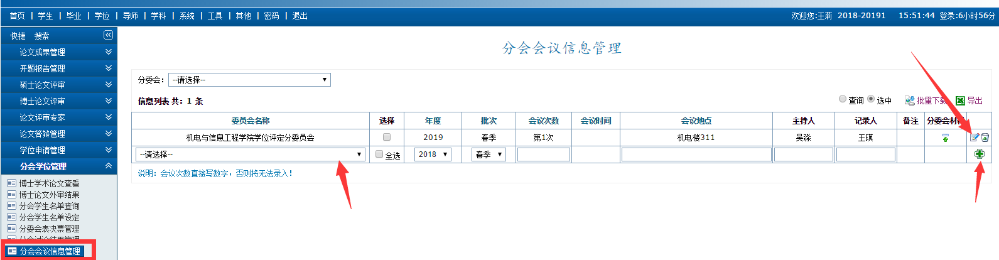 首页 | 学生 | 毕业 | 学位 | 导师 | 学科 | 系统 | 工具 | 其他 | 密码 | 退出
欢迎您:王莉 2018-20191 15:51:44 登录:6小时56分
快捷 搜索
论文成果管理
开题报告管理
硕士论文评审
博士论文评审
论文评审专家
论文答辩管理
学位申请管理
分会学位管理
博士学术论文查看
博士论文外审结果
分会学生名单查询
分会学生名单设定
分委会表决票管理
分会讨论结果管理
分会会议信息管理
分会会议信息管理
分委会: --请选择--
信息列表 共: 1 条
查询 选中 批里下载 导出
委员会名称 选择 年度 批次 会议次数 会议时间 会议地点 主持人 记录人 备注 分委会材料
机电与信息工程学院学位评定分委员会 2019 春季 第1次 机电楼311 吴淼 王瑛
--请选择-- 全选 2018 春季
说明: 会议次数直接写数字, 否则将无法录入!